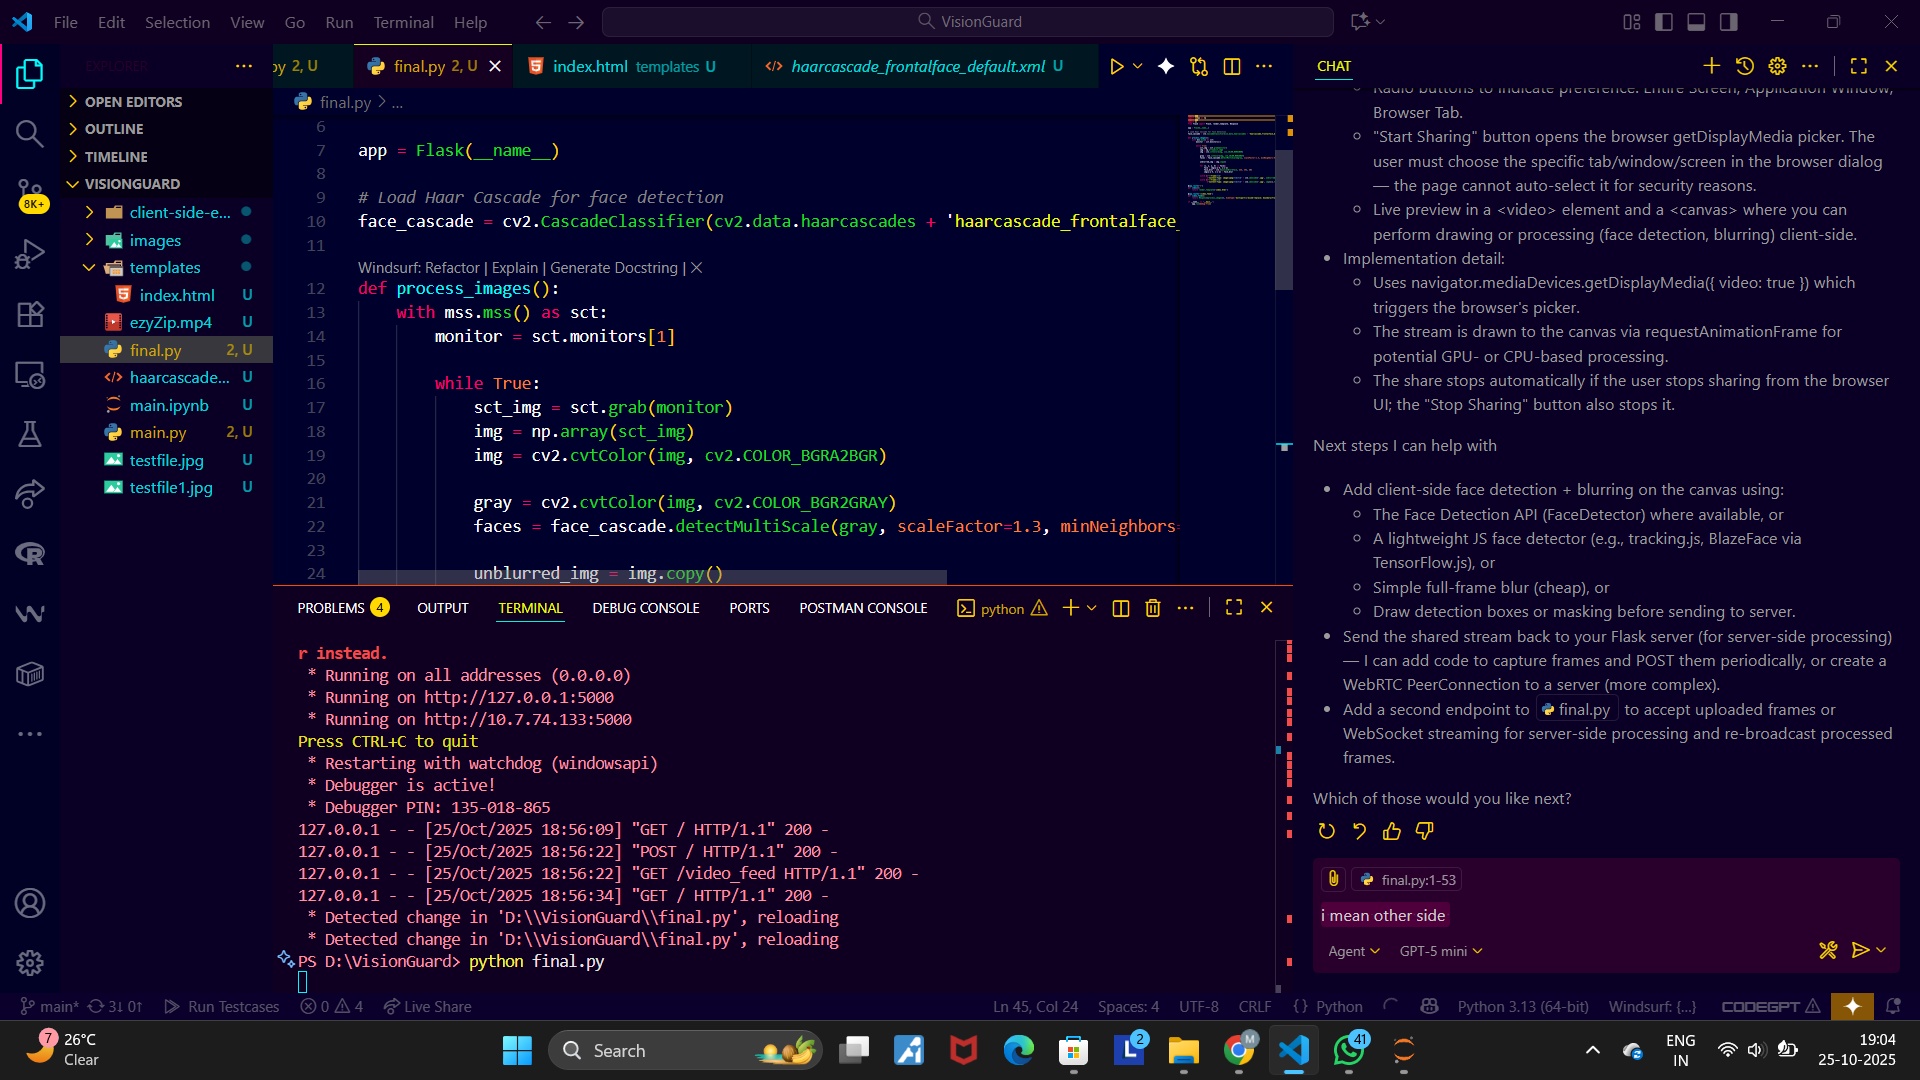 File Edit Selection View Go Run Terminal Help
VisionGuard
EXPLORER
OPEN EDITORS
OUTLINE
TIMELINE
VISIONGUARD
client-side-e...
images
templates
index.html U
ezyZip.mp4 U
final.py 2, U
haarcascade... U
main.ipynb U
main.py 2, U
testfile.jpg U
testfile1.jpg U
8K+
py 2, U
final.py 2, U
index.html templates U
haarcascade_frontalface_default.xml U
final.py > ...
6
7 app = Flask(__name__)
8
9 # Load Haar Cascade for face detection
10 face_cascade = cv2.CascadeClassifier(cv2.data.haarcascades + 'haarcascade_frontalface_
11
Windsurf: Refactor | Explain | Generate Docstring | X
12 def process_images():
13 with mss.mss() as sct:
14 monitor = sct.monitors[1]
15
16 while True:
17 sct_img = sct.grab(monitor)
18 img = np.array(sct_img)
19 img = cv2.cvtColor(img, cv2.COLOR_BGRA2BGR)
20
21 gray = cv2.cvtColor(img, cv2.COLOR_BGR2GRAY)
22 faces = face_cascade.detectMultiScale(gray, scaleFactor=1.3, minNeighbors=
23
24 unblurred_img = img.copy()
PROBLEMS 4 OUTPUT TERMINAL DEBUG CONSOLE PORTS POSTMAN CONSOLE
python
r instead.
* Running on all addresses (0.0.0.0)
* Running on http://127.0.0.1:5000
* Running on http://10.7.74.133:5000
Press CTRL+C to quit
* Restarting with watchdog (windowsapi)
* Debugger is active!
* Debugger PIN: 135-018-865
127.0.0.1 - - [25/Oct/2025 18:56:09] "GET / HTTP/1.1" 200 -
127.0.0.1 - - [25/Oct/2025 18:56:22] "POST / HTTP/1.1" 200 -
127.0.0.1 - - [25/Oct/2025 18:56:22] "GET /video_feed HTTP/1.1" 200 -
127.0.0.1 - - [25/Oct/2025 18:56:34] "GET / HTTP/1.1" 200 -
* Detected change in 'D:\\VisionGuard\\final.py', reloading
* Detected change in 'D:\\VisionGuard\\final.py', reloading
PS D:\VisionGuard> python final.py
CHAT
Radio buttons to indicate preference: Entire Screen, Application Window,
Browser Tab.
"Start Sharing" button opens the browser getDisplayMedia picker. The
user must choose the specific tab/window/screen in the browser dialog
— the page cannot auto-select it for security reasons.
Live preview in a <video> element and a <canvas> where you can
perform drawing or processing (face detection, blurring) client-side.
Implementation detail:
Uses navigator.mediaDevices.getDisplayMedia({ video: true }) which
triggers the browser's picker.
The stream is drawn to the canvas via requestAnimationFrame for
potential GPU- or CPU-based processing.
The share stops automatically if the user stops sharing from the browser
UI; the "Stop Sharing" button also stops it.
Next steps I can help with
Add client-side face detection + blurring on the canvas using:
The Face Detection API (FaceDetector) where available, or
A lightweight JS face detector (e.g., tracking.js, BlazeFace via
TensorFlow.js), or
Simple full-frame blur (cheap), or
Draw detection boxes or masking before sending to server.
Send the shared stream back to your Flask server (for server-side processing)
— I can add code to capture frames and POST them periodically, or create a
WebRTC PeerConnection to a server (more complex).
Add a second endpoint to final.py to accept uploaded frames or
WebSocket streaming for server-side processing and re-broadcast processed
frames.
Which of those would you like next?
final.py:1-53
i mean other side
Agent GPT-5 mini
main* 3↓ 0↑ Run Testcases 0 4 Live Share
Ln 45, Col 24 Spaces: 4 UTF-8 CRLF {} Python Python 3.13 (64-bit) Windsurf: {...} CODEGPT
7 26°C
Clear
Search
2
M
41
ENG
IN
19:04
25-10-2025